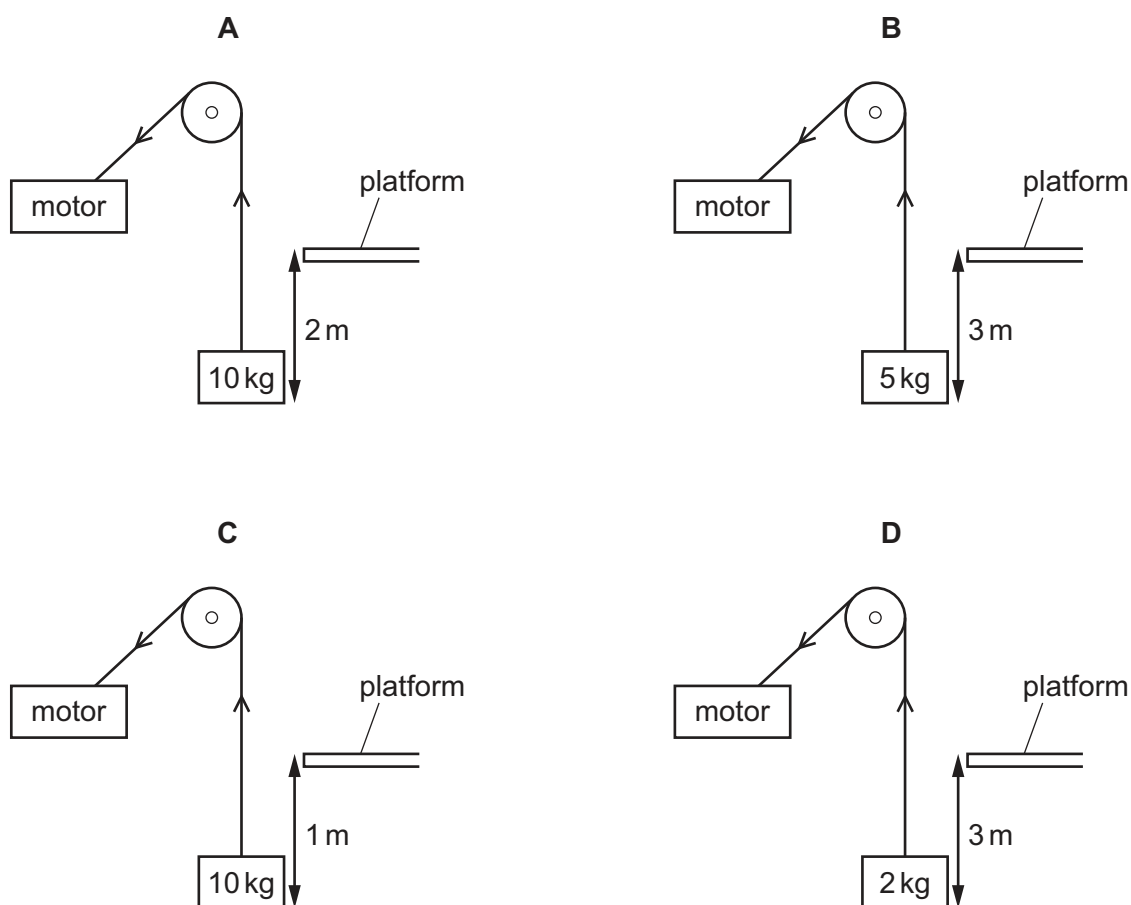 A
motor
platform
2 m
10 kg
B
motor
platform
3 m
5 kg
C
motor
platform
1 m
10 kg
D
motor
platform
3 m
2 kg